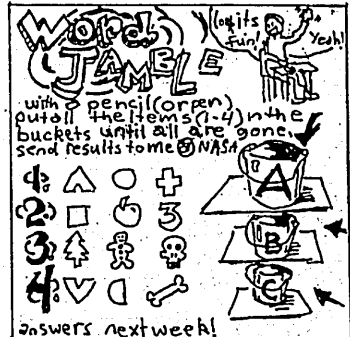 WORD
JAMBLE
look its
fun!
Yeah!
with a pencil (or pen)
put all the items (1-4) in the
buckets until all are gone.
send results to me @ NASA
1:
2: 3
3:
4:
A
B
C
answers next week!